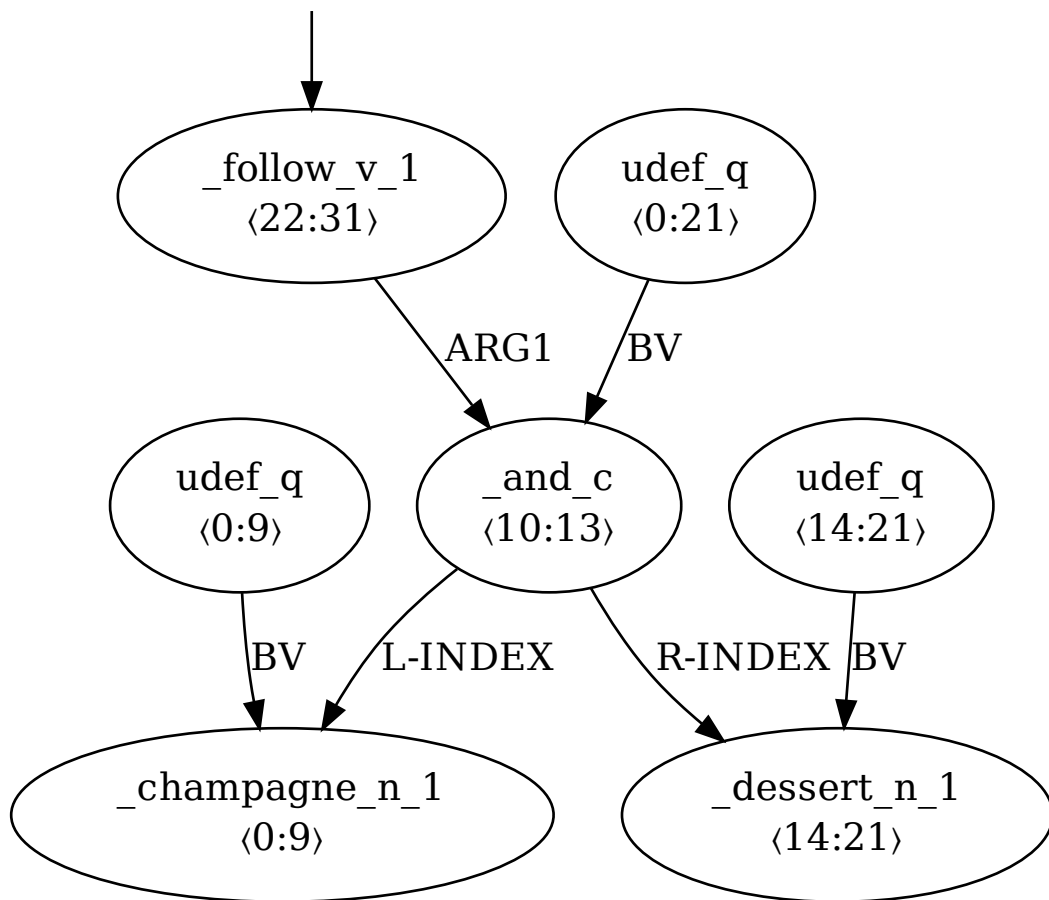 _follow_v_1
⟨22:31⟩
udef_q
⟨0:21⟩
ARG1
BV
udef_q
⟨0:9⟩
_and_c
⟨10:13⟩
udef_q
⟨14:21⟩
BV
L-INDEX
R-INDEX
BV
_champagne_n_1
⟨0:9⟩
_dessert_n_1
⟨14:21⟩